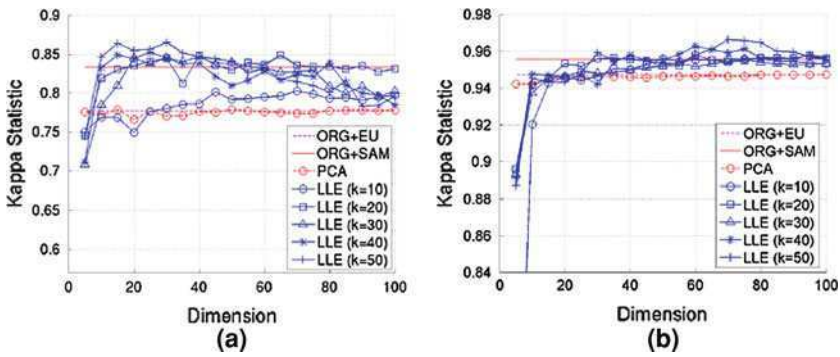 0.9
0.85
0.8
0.75
0.7
0.65
0.6
Kappa Statistic
0 20 40 60 80 100
Dimension
ORG+EU
ORG+SAM
PCA
LLE (k=10)
LLE (k=20)
LLE (k=30)
LLE (k=40)
LLE (k=50)
(a)
0.98
0.96
0.94
0.92
0.9
0.88
0.86
0.84
Kappa Statistic
0 20 40 60 80 100
Dimension
ORG+EU
ORG+SAM
PCA
LLE (k=10)
LLE (k=20)
LLE (k=30)
LLE (k=40)
LLE (k=50)
(b)